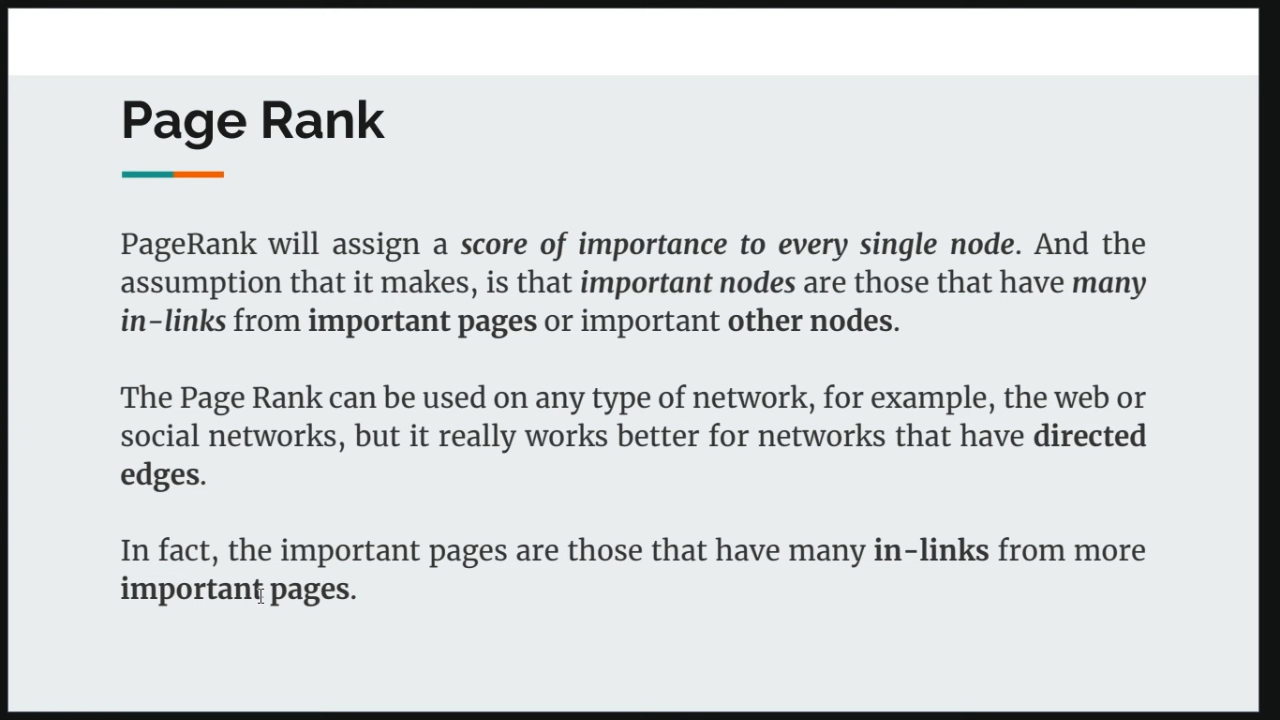 Page Rank
PageRank will assign a score of importance to every single node. And the
assumption that it makes, is that important nodes are those that have many
in-links from important pages or important other nodes.
The Page Rank can be used on any type of network, for example, the web or
social networks, but it really works better for networks that have directed
edges.
In fact, the important pages are those that have many in-links from more
important pages.